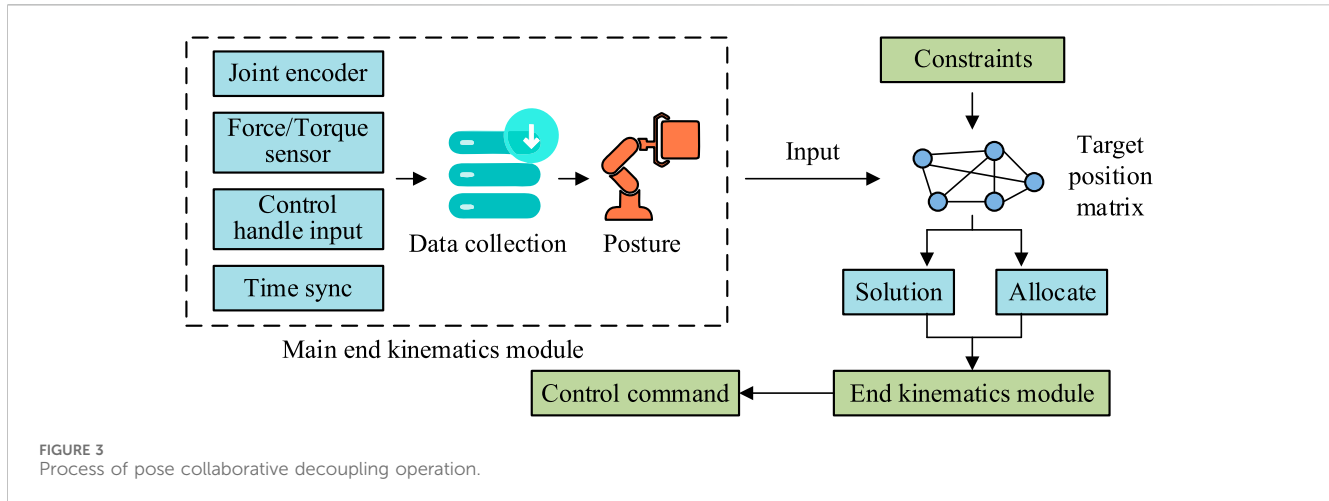 Joint encoder
Force/Torque
sensor
Control
handle input
Time sync
Data collection
Posture
Main end kinematics module
Input
Constraints
Target
position
matrix
Solution
Allocate
End kinematics module
Control command
FIGURE 3
Process of pose collaborative decoupling operation.